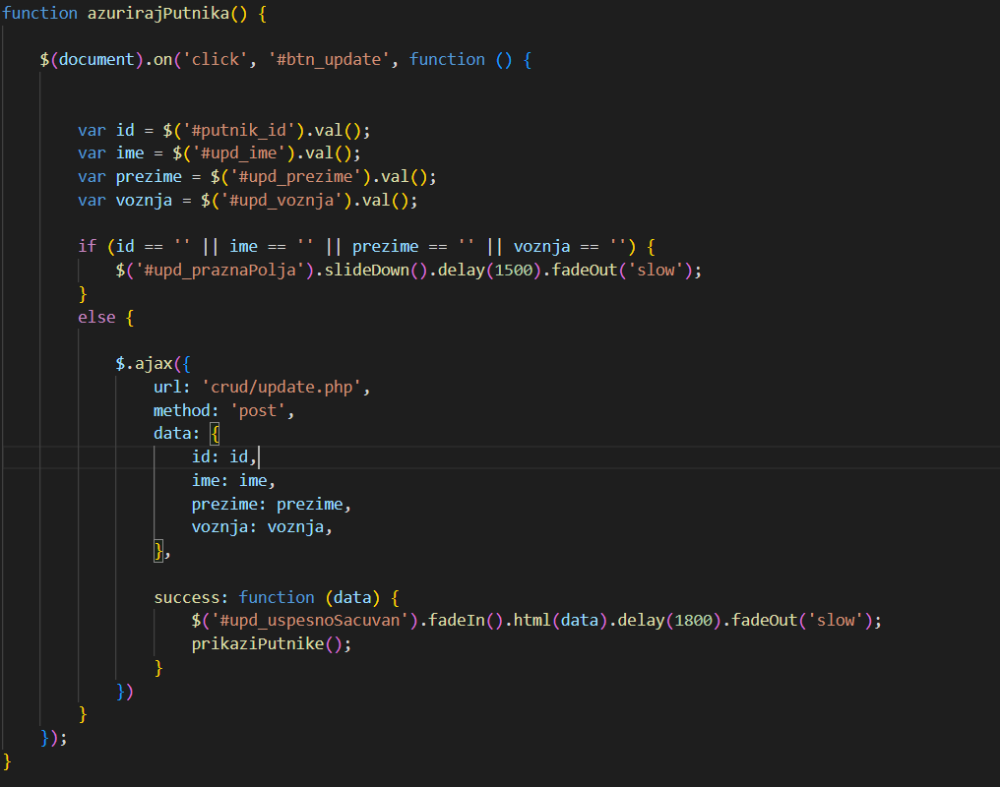 function azurirajPutnika() {
$(document).on('click', '#btn_update', function () {
var id = $('#putnik_id').val();
var ime = $('#upd_ime').val();
var prezime = $('#upd_prezime').val();
var voznja = $('#upd_voznja').val();
if (id == '' || ime == '' || prezime == '' || voznja == '') {
$('#upd_praznaPolja').slideDown().delay(1500).fadeOut('slow');
}
else {
$.ajax({
url: 'crud/update.php',
method: 'post',
data: {
id: id,
ime: ime,
prezime: prezime,
voznja: voznja,
},
success: function (data) {
$('#upd_uspesnoSacuvan').fadeIn().html(data).delay(1800).fadeOut('slow');
prikaziPutnike();
}
})
}
});
}